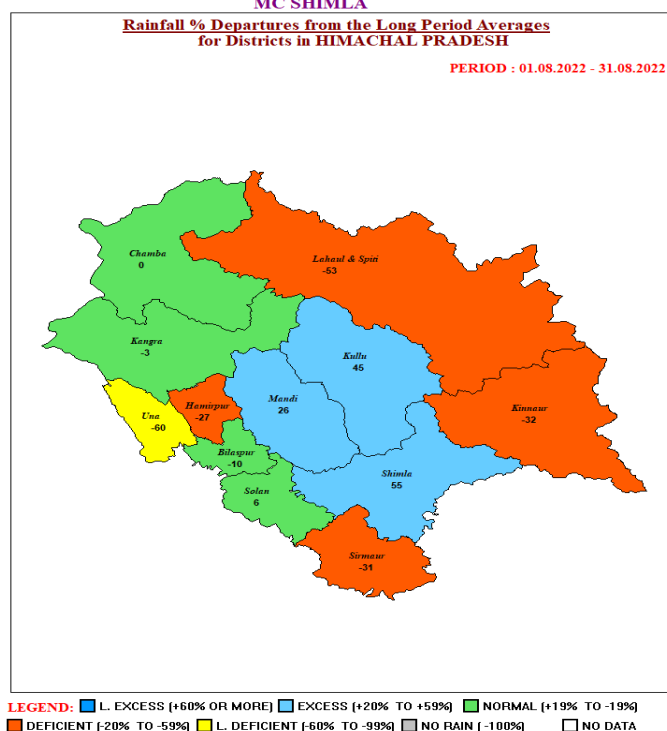 MC SHIMLA
Rainfall % Departures from the Long Period Averages
for Districts in HIMACHAL PRADESH
PERIOD : 01.08.2022 - 31.08.2022
Chamba
0
Lahaul & Spiti
-53
Kangra
-3
Kullu
45
Una
-60
Hamirpur
-27
Mandi
26
Kinnaur
-32
Bilaspur
-10
Shimla
55
Solan
6
Sirmaur
-31
LEGEND: L. EXCESS (+60% OR MORE) EXCESS (+20% TO +59%) NORMAL (+19% TO -19%)
DEFICIENT (-20% TO -59%) L. DEFICIENT (-60% TO -99%) NO RAIN (-100%) NO DATA